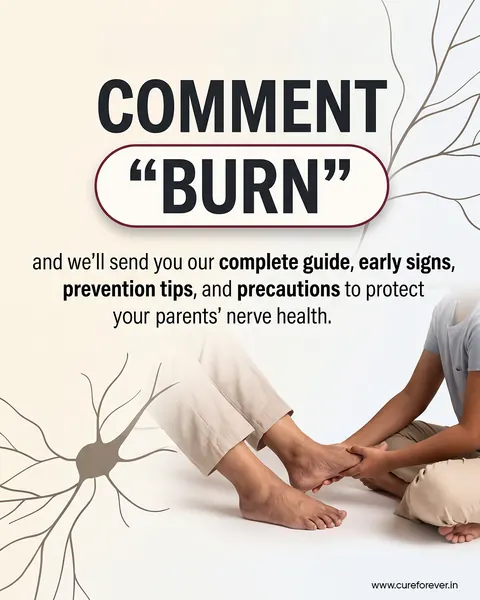 COMMENT
“BURN”
and we’ll send you our complete guide, early signs,
prevention tips, and precautions to protect
your parents’ nerve health.
www.cureforever.in